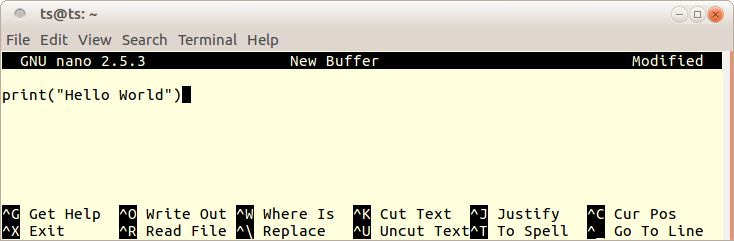 ts@ts: ~
File Edit View Search Terminal Help
GNU nano 2.5.3 New Buffer Modified
print("Hello World")
^G Get Help ^O Write Out ^W Where Is ^K Cut Text ^J Justify ^C Cur Pos
^X Exit ^R Read File ^\ Replace ^U Uncut Text ^T To Spell ^_ Go To Line